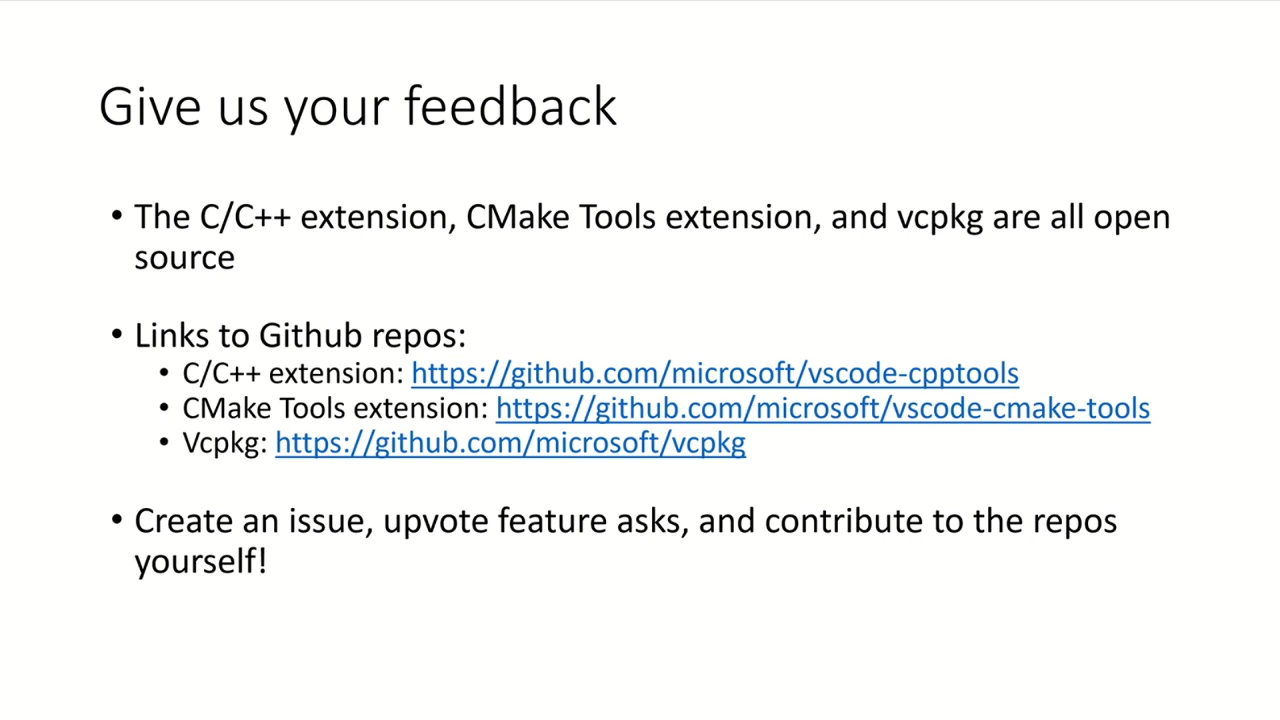 Give us your feedback
• The C/C++ extension, CMake Tools extension, and vcpkg are all open
source
• Links to Github repos:
• C/C++ extension: https://github.com/microsoft/vscode-cpptools
• CMake Tools extension: https://github.com/microsoft/vscode-cmake-tools
• Vcpkg: https://github.com/microsoft/vcpkg
• Create an issue, upvote feature asks, and contribute to the repos
yourself!